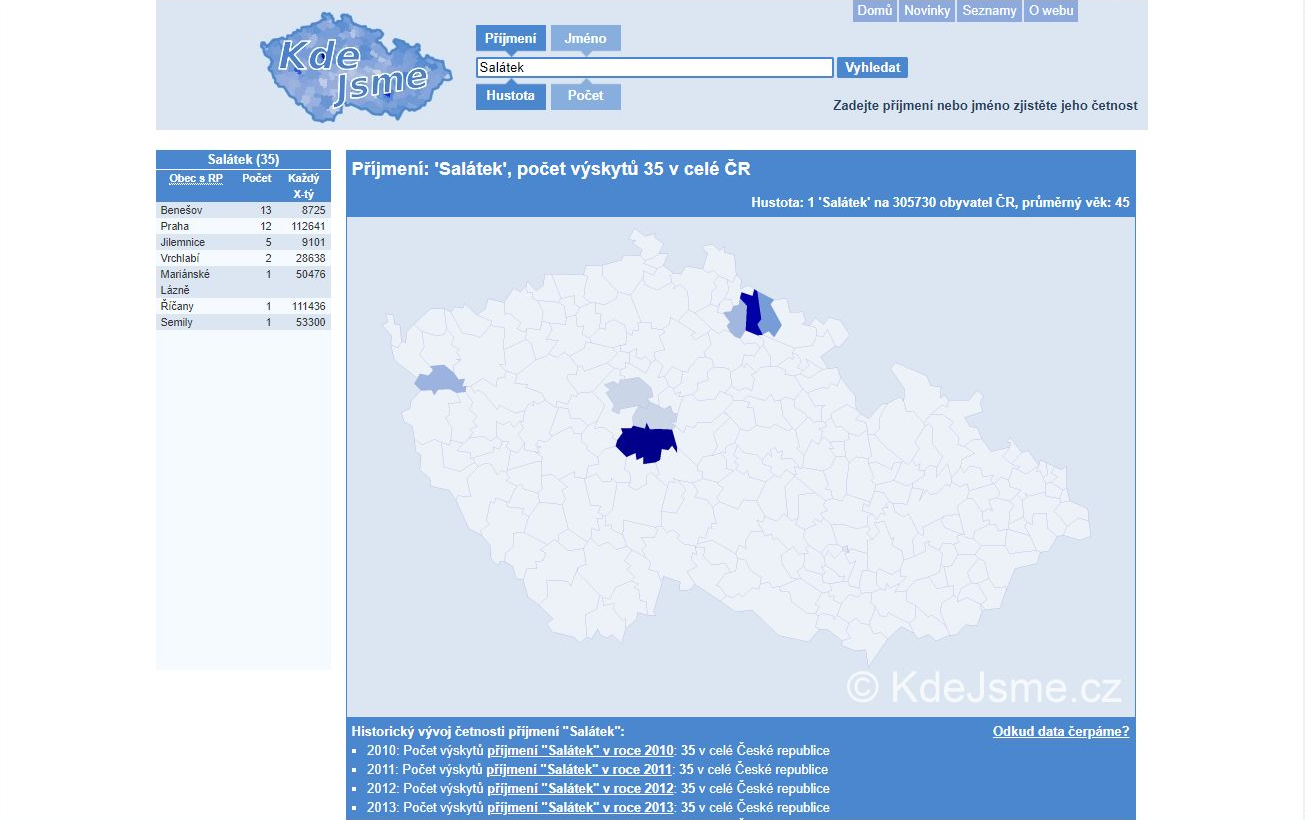 Domů Novinky Seznamy O webu
Kde
Jsme
Příjmení Jméno
Salátek Vyhledat
Hustota Počet
Zadejte příjmení nebo jméno zjistěte jeho četnost
Salátek (35)
Obec s RP Počet Každý
X-tý
Benešov 13 8725
Praha 12 112641
Jilemnice 5 9101
Vrchlabí 2 28638
Mariánské 1 50476
Lázně
Říčany 1 111436
Semily 1 53300
Příjmení: 'Salátek', počet výskytů 35 v celé ČR
Hustota: 1 'Salátek' na 305730 obyvatel ČR, průměrný věk: 45
© KdeJsme.cz
Historický vývoj četnosti příjmení "Salátek": Odkud data čerpáme?
2010: Počet výskytů příjmení "Salátek" v roce 2010: 35 v celé České republice
2011: Počet výskytů příjmení "Salátek" v roce 2011: 35 v celé České republice
2012: Počet výskytů příjmení "Salátek" v roce 2012: 35 v celé České republice
2013: Počet výskytů příjmení "Salátek" v roce 2013: 35 v celé České republice